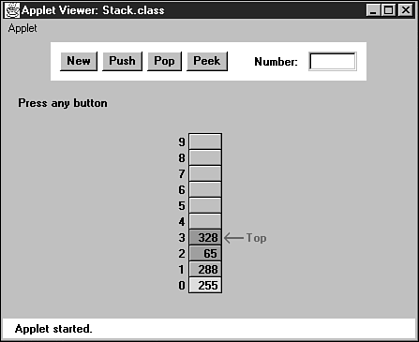 Applet Viewer: Stack.class
Applet
New Push Pop Peek Number:
Press any button
9
8
7
6
5
4
3 328 ←Top
2 65
1 288
0 255
Applet started.